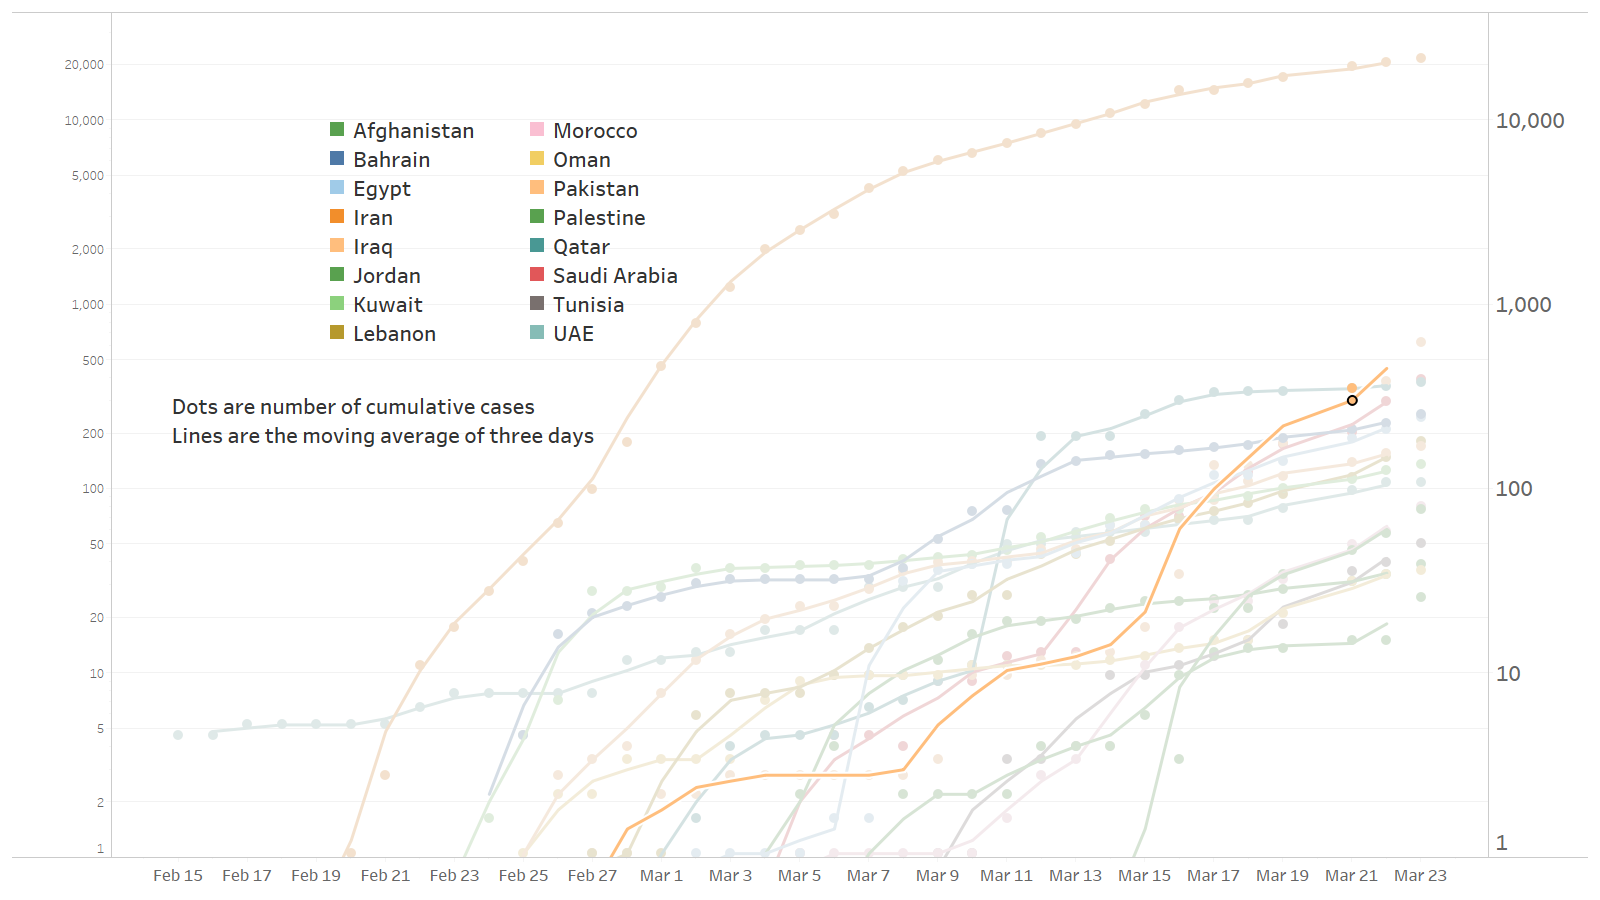 20,000
10,000
5,000
2,000
1,000
500
200
100
50
20
10
5
2
1
Afghanistan
Bahrain
Egypt
Iran
Iraq
Jordan
Kuwait
Lebanon
Morocco
Oman
Pakistan
Palestine
Qatar
Saudi Arabia
Tunisia
UAE
Dots are number of cumulative cases
Lines are the moving average of three days
10,000
1,000
100
10
1
Feb 15 Feb 17 Feb 19 Feb 21 Feb 23 Feb 25 Feb 27 Mar 1 Mar 3 Mar 5 Mar 7 Mar 9 Mar 11 Mar 13 Mar 15 Mar 17 Mar 19 Mar 21 Mar 23